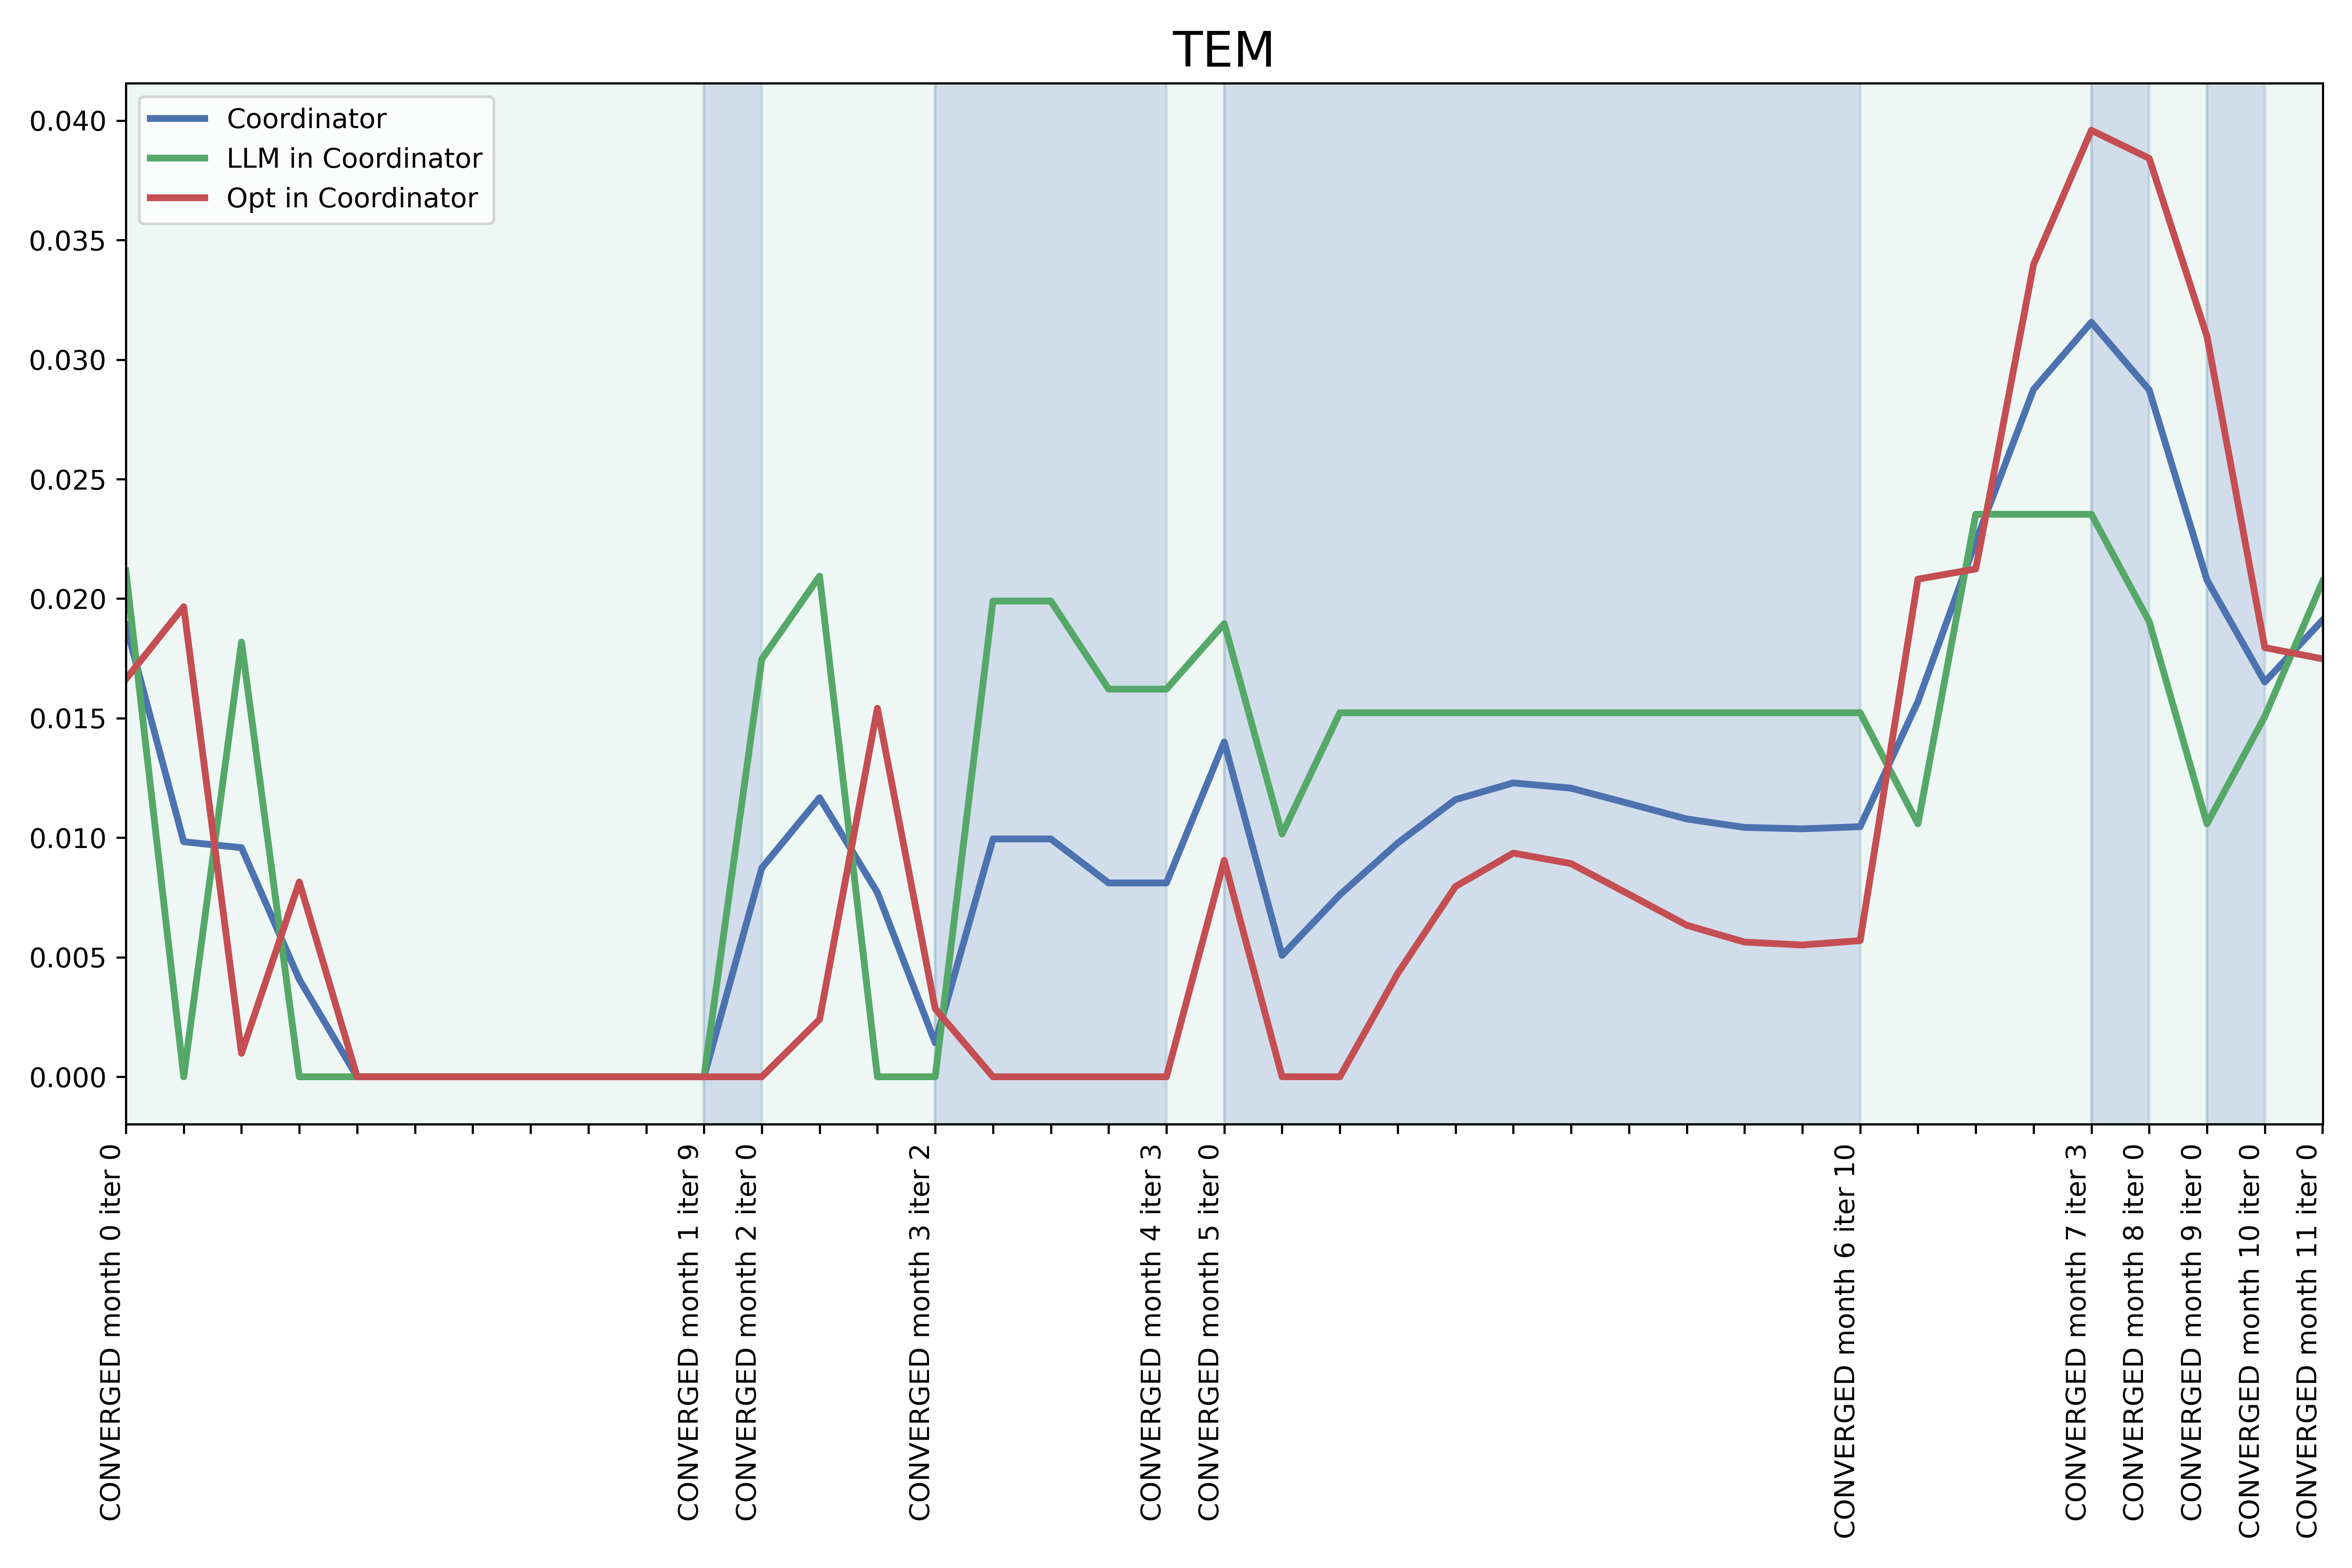 TEM
0.040
0.035
0.030
0.025
0.020
0.015
0.010
0.005
0.000
Coordinator
LLM in Coordinator
Opt in Coordinator
CONVERGED month 0 iter 0
CONVERGED month 1 iter 9
CONVERGED month 2 iter 0
CONVERGED month 3 iter 2
CONVERGED month 4 iter 3
CONVERGED month 5 iter 0
CONVERGED month 6 iter 10
CONVERGED month 7 iter 3
CONVERGED month 8 iter 0
CONVERGED month 9 iter 0
CONVERGED month 10 iter 0
CONVERGED month 11 iter 0